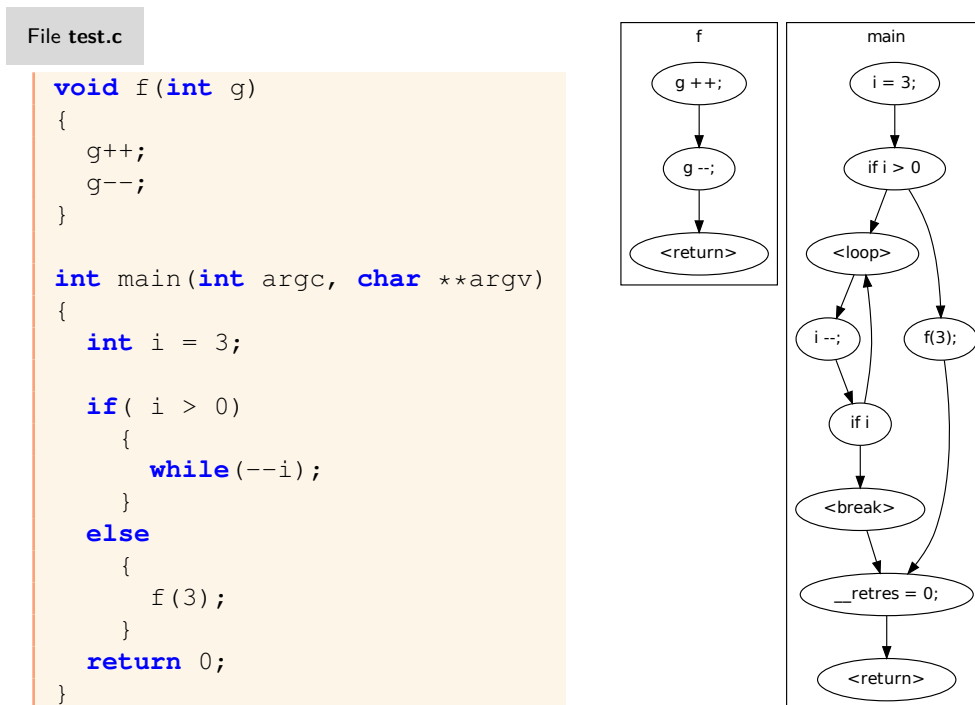 File test.c
void f(int g)
{
  g++;
  g--;
}

int main(int argc, char **argv)
{
  int i = 3;

  if( i > 0)
    {
      while(--i);
    }
  else
    {
      f(3);
    }
  return 0;
}
f
g ++;
g --;
<return>
main
i = 3;
if i > 0
<loop>
i --;
f(3);
if i
<break>
__retres = 0;
<return>